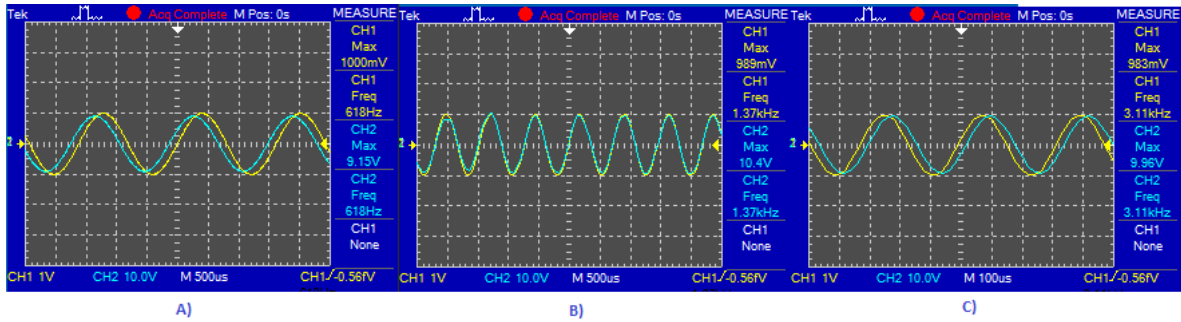 Tek Acq Complete M Pos: 0s MEASURE
CH1
Max
1000mV
CH1
Freq
618Hz
CH2
Max
9.15V
CH2
Freq
618Hz
CH1
None
2
CH1 1V CH2 10.0V M 500us CH1/-0.56fV
A)
Tek Acq Complete M Pos: 0s MEASURE
CH1
Max
989mV
CH1
Freq
1.37kHz
CH2
Max
10.4V
CH2
Freq
1.37kHz
CH1
None
2
CH1 1V CH2 10.0V M 500us CH1/-0.56fV
B)
Tek Acq Complete M Pos: 0s MEASURE
CH1
Max
983mV
CH1
Freq
3.11kHz
CH2
Max
9.96V
CH2
Freq
3.11kHz
CH1
None
2
CH1 1V CH2 10.0V M 100us CH1/-0.56fV
C)